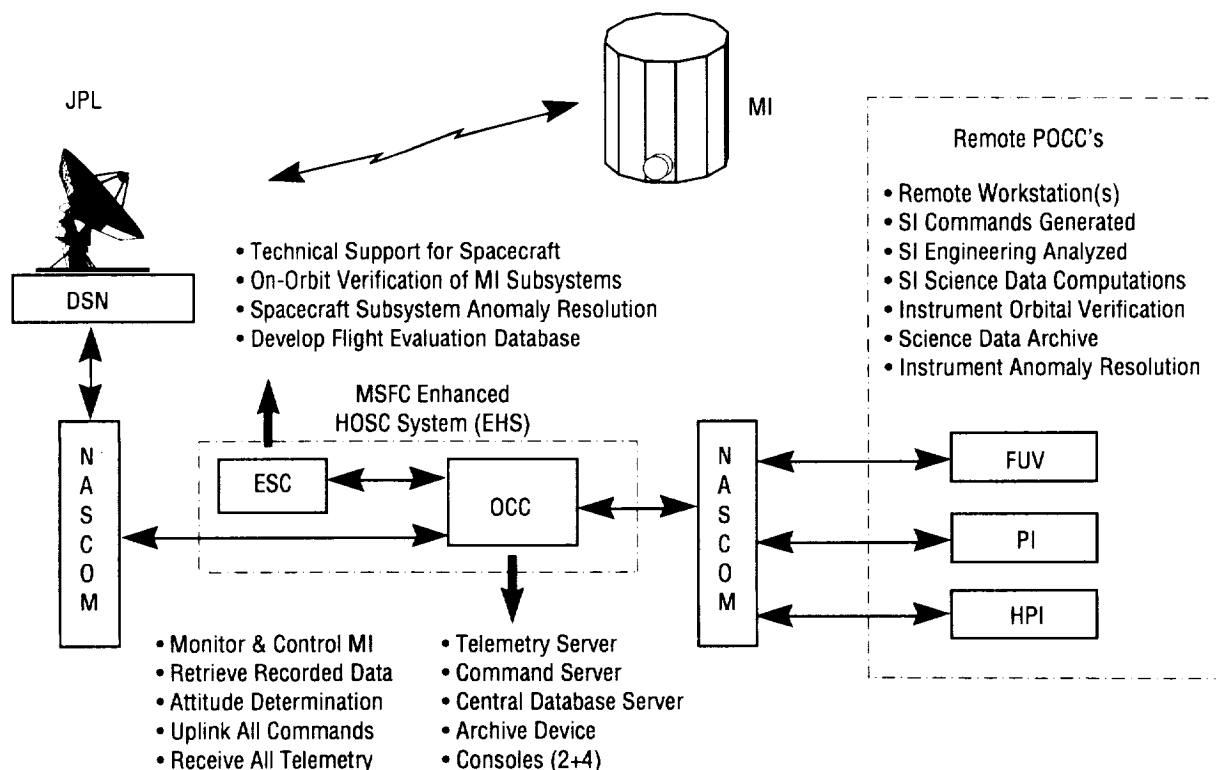 JPL
MI
DSN
• Technical Support for Spacecraft
• On-Orbit Verification of MI Subsystems
• Spacecraft Subsystem Anomaly Resolution
• Develop Flight Evaluation Database
Remote POCC's
• Remote Workstation(s)
• SI Commands Generated
• SI Engineering Analyzed
• SI Science Data Computations
• Instrument Orbital Verification
• Science Data Archive
• Instrument Anomaly Resolution
MSFC Enhanced
HOSC System (EHS)
N
A
S
C
O
M
ESC
OCC
N
A
S
C
O
M
FUV
PI
HPI
• Monitor & Control MI
• Retrieve Recorded Data
• Attitude Determination
• Uplink All Commands
• Receive All Telemetry
• Telemetry Server
• Command Server
• Central Database Server
• Archive Device
• Consoles (2+4)